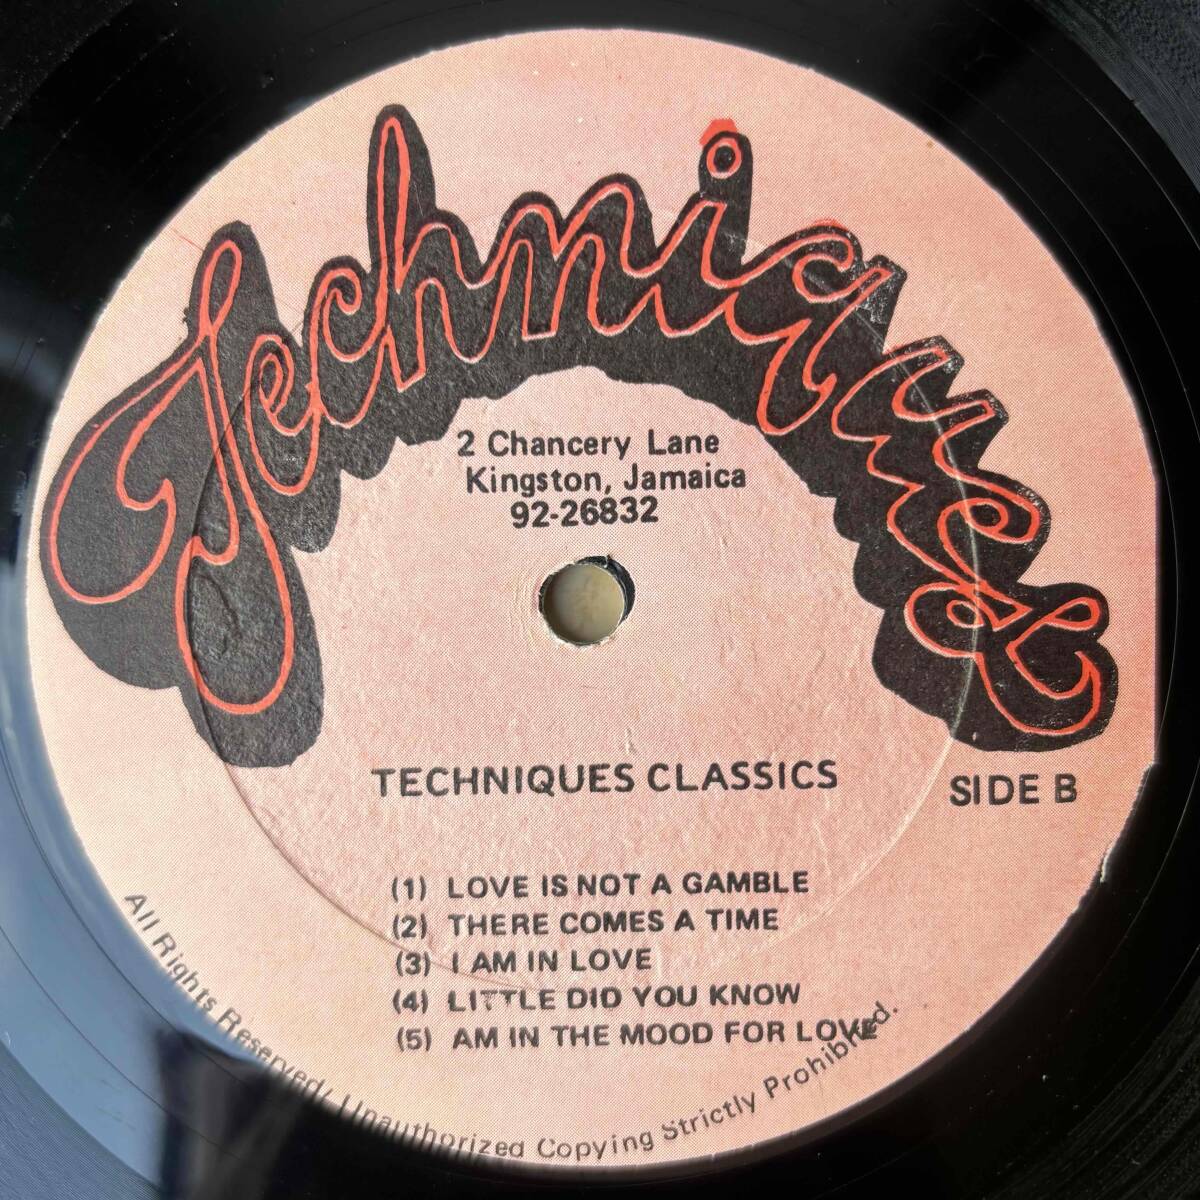 Techniques
2 Chancery Lane
Kingston, Jamaica
92-26832
TECHNIQUES CLASSICS
SIDE B
(1) LOVE IS NOT A GAMBLE
(2) THERE COMES A TIME
(3) I AM IN LOVE
(4) LITTLE DID YOU KNOW
(5) AM IN THE MOOD FOR LOVE
All Rights Reserved/ Unauthorized Copying Strictly Prohibited.